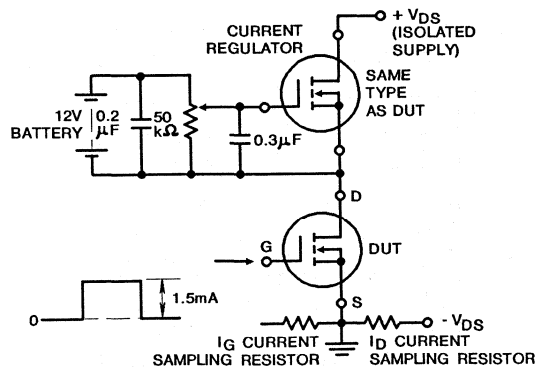 + VDS
(ISOLATED
SUPPLY)
CURRENT
REGULATOR
SAME
TYPE
AS DUT
12V
BATTERY
0.2
µF
50
kΩ
0.3µF
D
G
DUT
S
1.5mA
0
- VDS
IG CURRENT
SAMPLING RESISTOR
ID CURRENT
SAMPLING RESISTOR